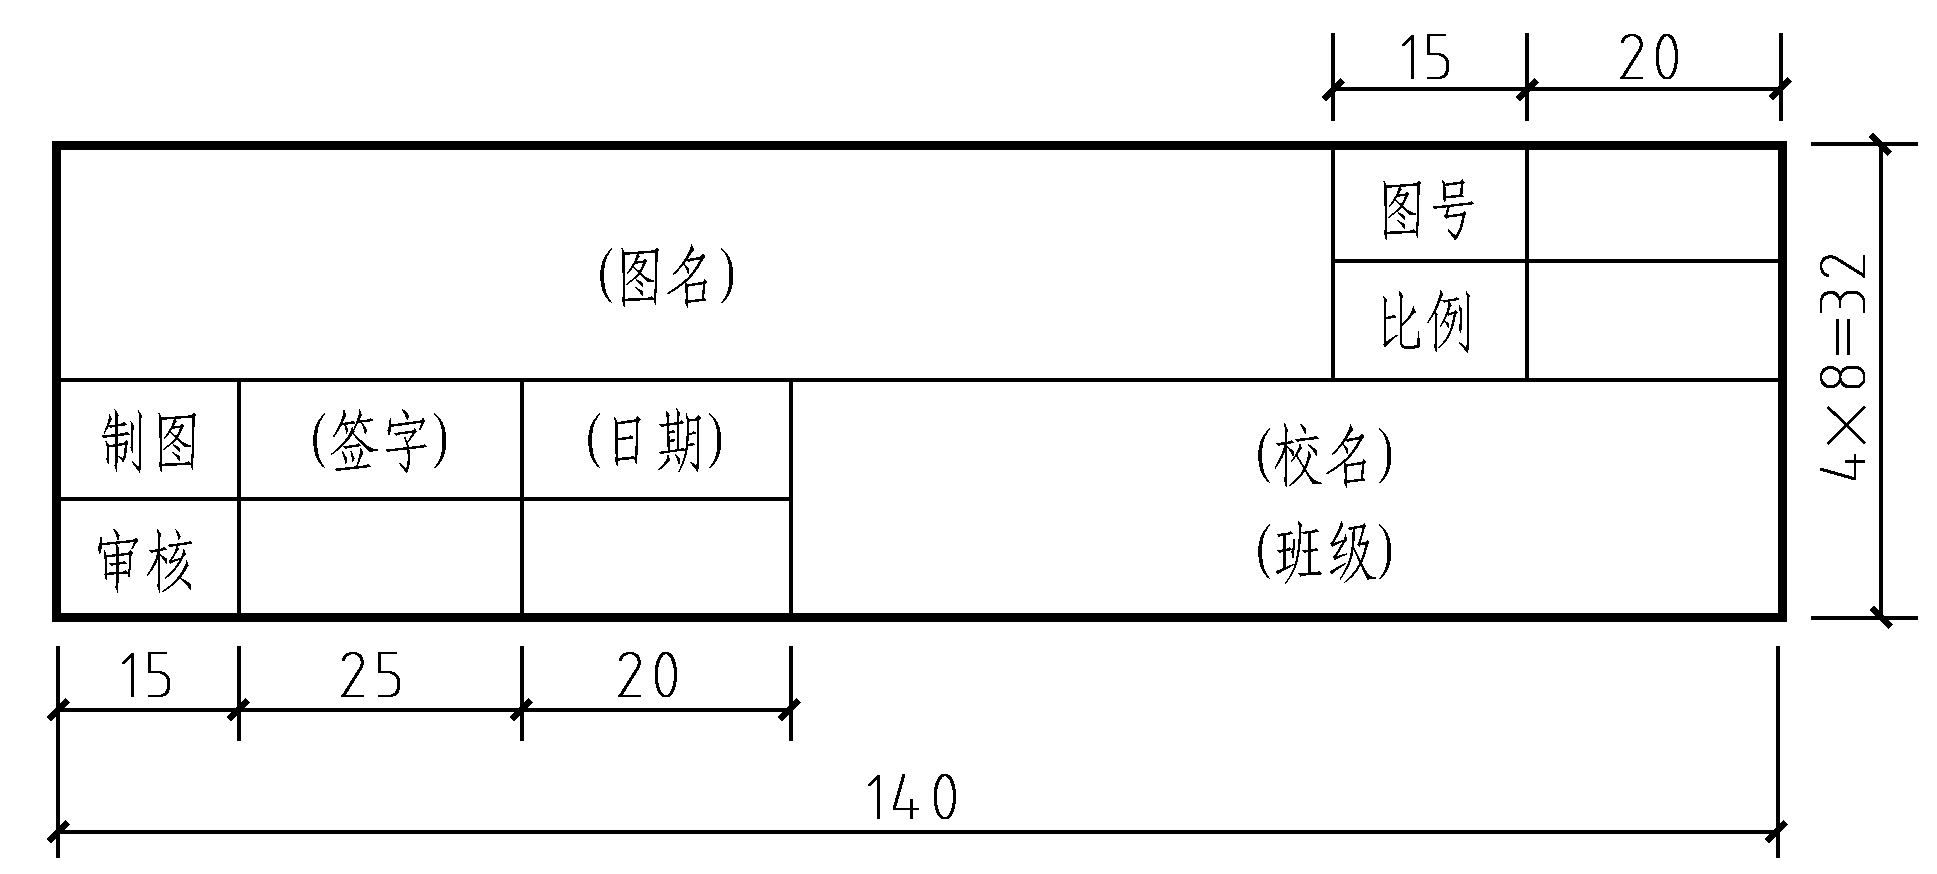 15 20
图号
(图名)
比例
4×8=32
制图 (签字) (日期) (校名)
审核 (班级)
15 25 20
140